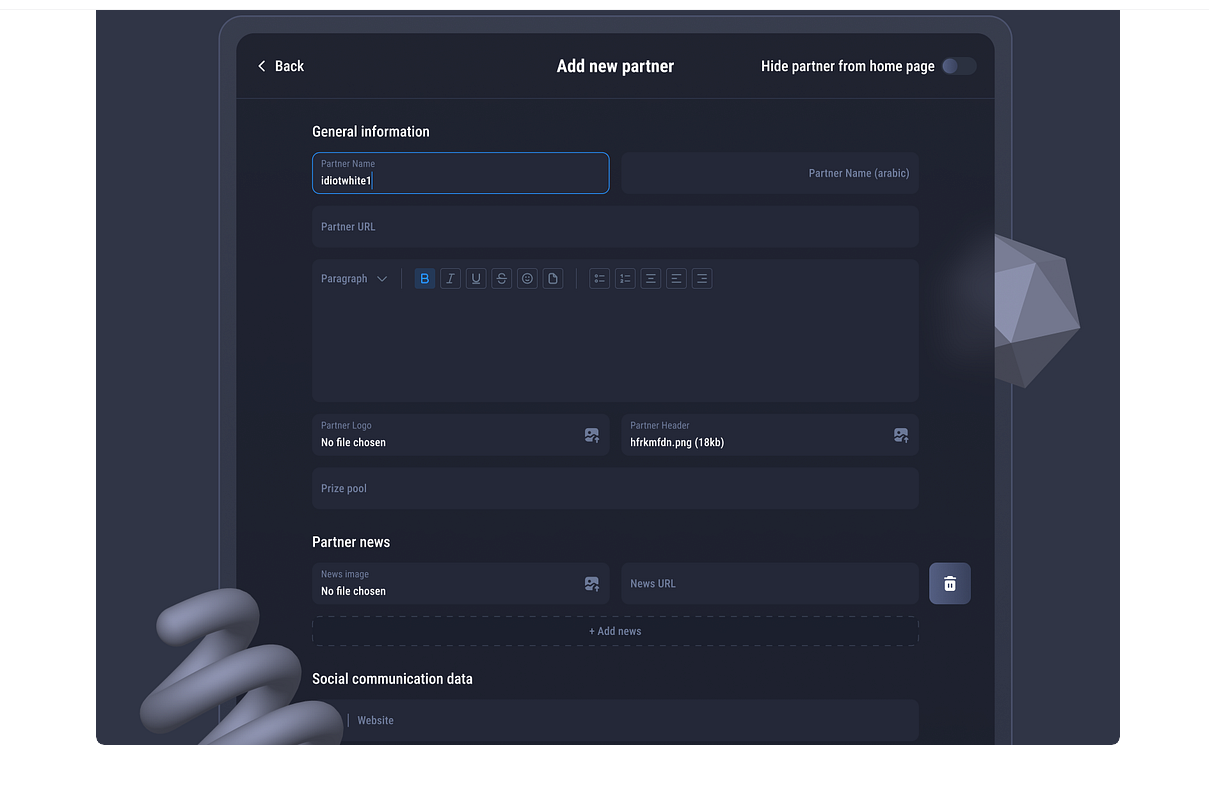 Back
Add new partner
Hide partner from home page
General information
Partner Name
idiotwhite1
Partner Name (arabic)
Partner URL
Paragraph
B I U S
Partner Logo
No file chosen
Partner Header
hfrkmfdn.png (18kb)
Prize pool
Partner news
News image
No file chosen
News URL
+ Add news
Social communication data
Website